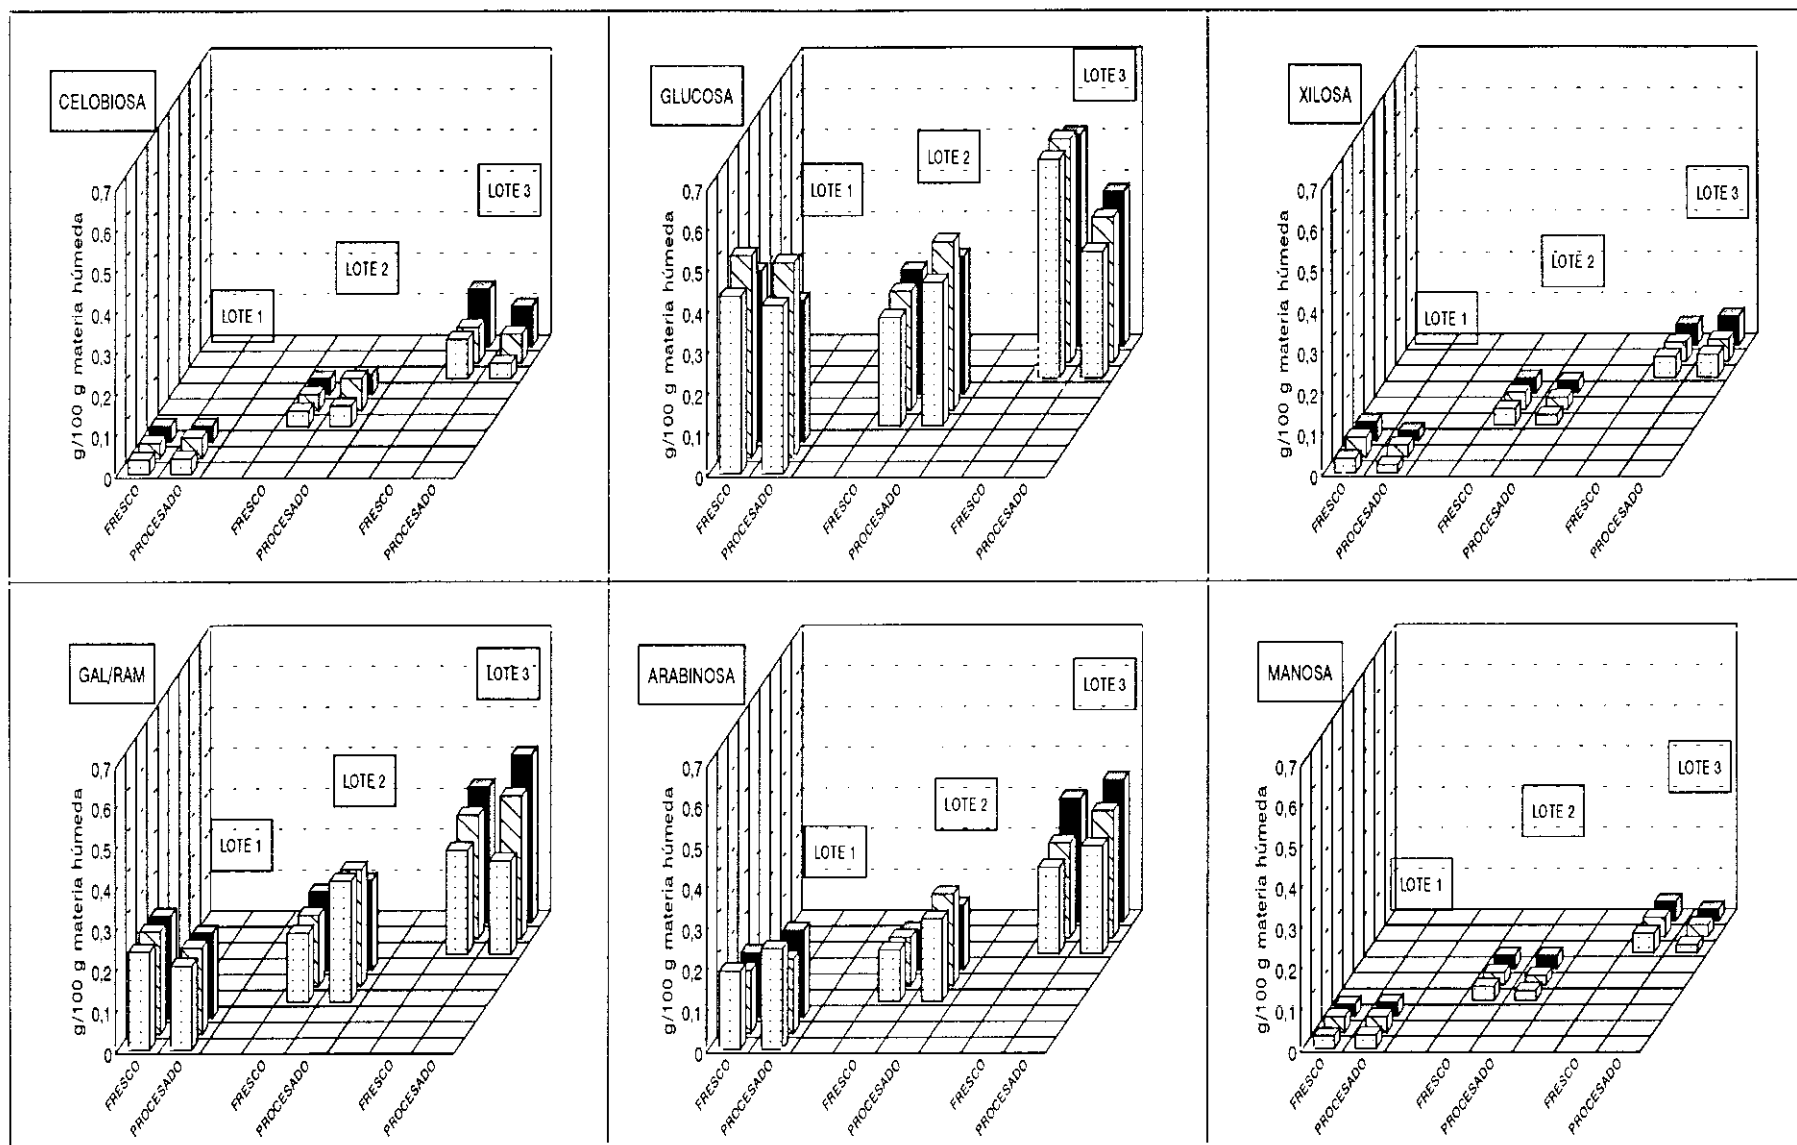 CELOBIOSA
LOTE 3
LOTE 2
LOTE 1
g/100 g materia húmeda
0,7
0,6
0,5
0,4
0,3
0,2
0,1
0
FRESCO
PROCESADO
FRESCO
PROCESADO
FRESCO
PROCESADO
GLUCOSA
LOTE 3
LOTE 2
LOTE 1
g/100 g materia húmeda
0,7
0,6
0,5
0,4
0,3
0,2
0,1
0
FRESCO
PROCESADO
FRESCO
PROCESADO
FRESCO
PROCESADO
XILOSA
LOTE 3
LOTE 2
LOTE 1
g/100 g materia húmeda
0,7
0,6
0,5
0,4
0,3
0,2
0,1
0
FRESCO
PROCESADO
FRESCO
PROCESADO
FRESCO
PROCESADO
GAL/RAM
LOTE 3
LOTE 2
LOTE 1
g/100 g materia húmeda
0,7
0,6
0,5
0,4
0,3
0,2
0,1
0
FRESCO
PROCESADO
FRESCO
PROCESADO
FRESCO
PROCESADO
ARABINOSA
LOTE 3
LOTE 2
LOTE 1
g/100 g materia húmeda
0,7
0,6
0,5
0,4
0,3
0,2
0,1
0
FRESCO
PROCESADO
FRESCO
PROCESADO
FRESCO
PROCESADO
MANOSA
LOTE 3
LOTE 2
LOTE 1
g/100 g materia húmeda
0,7
0,6
0,5
0,4
0,3
0,2
0,1
0
FRESCO
PROCESADO
FRESCO
PROCESADO
FRESCO
PROCESADO